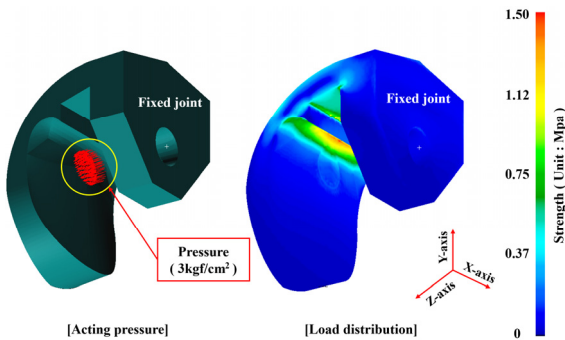 Fixed joint
Pressure
( 3kgf/cm²)
[Acting pressure]
Fixed joint
Y-axis
X-axis
Z-axis
[Load distribution]
1.50
1.12
0.75
0.37
0
Strength ( Unit : Mpa)